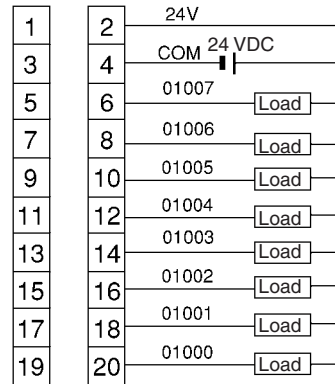 1 2 24V
3 4 COM 24 VDC
5 6 01007 Load
7 8 01006 Load
9 10 01005 Load
11 12 01004 Load
13 14 01003 Load
15 16 01002 Load
17 18 01001 Load
19 20 01000 Load